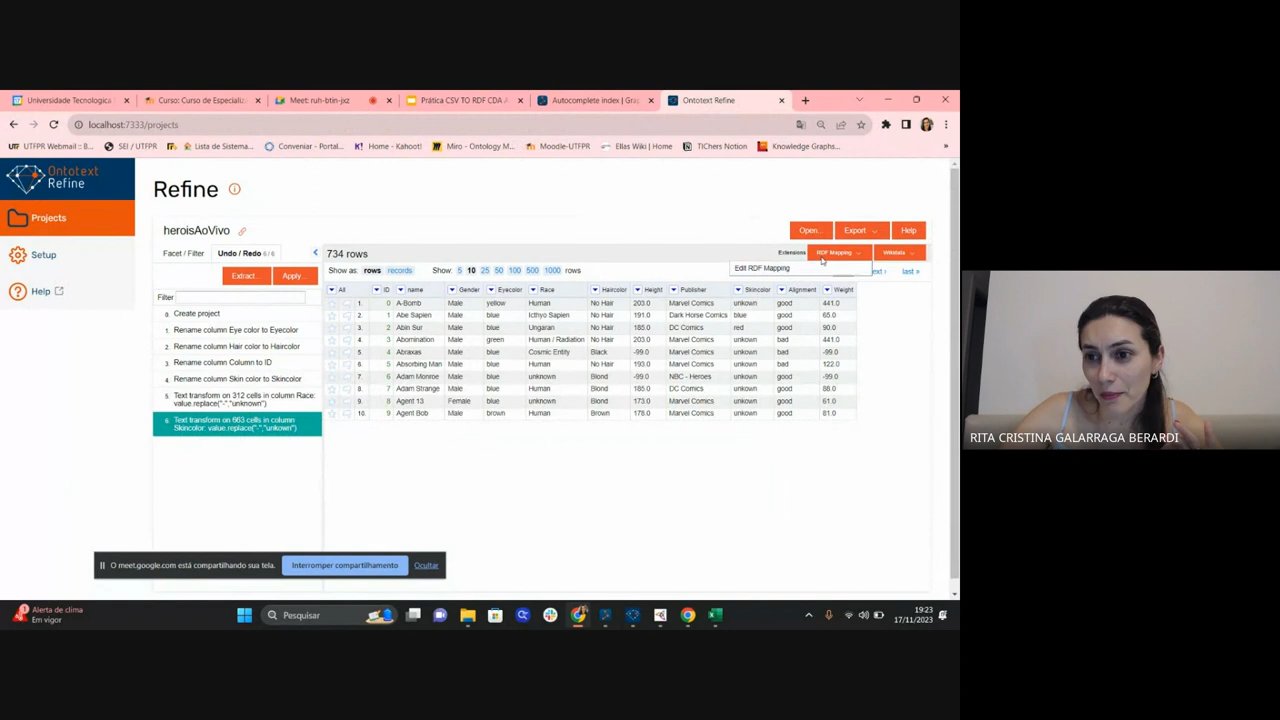 Universidade Tecnologica
Curso: Curso de Especializ
Meet: ruh-btin-jxz
Prática CSV TO RDF CDA A
Autocomplete index | Grap
Ontotext Refine
localhost:7333/projects
UTFPR Webmail :: B...
SEI / UTFPR
Lista de Sistema...
Conveniar - Portal...
Home - Kahoot!
Miro - Ontology M...
Moodle-UTFPR
Ellas Wiki | Home
TIChers Notion
Knowledge Graphs...
Ontotext
Refine
Projects
Setup
Help
Refine
heroisAoVivo
Open...
Export
Help
Facet / Filter
Undo / Redo 6 / 6
734 rows
Extensions
RDF Mapping
Wikidata
Edit RDF Mapping
Extract...
Apply...
Show as: rows records
Show: 5 10 25 50 100 500 1000 rows
last »
Filter
0. Create project
1. Rename column Eye color to Eyecolor
2. Rename column Hair color to Haircolor
3. Rename column Column to ID
4. Rename column Skin color to Skincolor
5. Text transform on 312 cells in column Race:
value.replace("-","unknown")
6. Text transform on 663 cells in column
Skincolor: value.replace("-","unkown")
All ID name Gender Eyecolor Race Haircolor Height Publisher Skincolor Alignment Weight
1. 0 A-Bomb Male yellow Human No Hair 203.0 Marvel Comics unkown good 441.0
2. 1 Abe Sapien Male blue Icthyo Sapien No Hair 191.0 Dark Horse Comics blue good 65.0
3. 2 Abin Sur Male blue Ungaran No Hair 185.0 DC Comics red good 90.0
4. 3 Abomination Male green Human / Radiation No Hair 203.0 Marvel Comics unkown bad 441.0
5. 4 Abraxas Male blue Cosmic Entity Black -99.0 Marvel Comics unkown bad -99.0
6. 5 Absorbing Man Male blue Human No Hair 193.0 Marvel Comics unkown bad 122.0
7. 6 Adam Monroe Male blue Human Blond -99.0 NBC - Heroes unkown good -99.0
8. 7 Adam Strange Male blue Human Blond 185.0 DC Comics unkown good 88.0
9. 8 Agent 13 Female blue unknown Blond 173.0 Marvel Comics unkown good 61.0
10. 9 Agent Bob Male brown Human Brown 178.0 Marvel Comics unkown good 81.0
O meet.google.com está compartilhando sua tela.
Interromper compartilhamento
Ocultar
Alerta de clima
Em vigor
Pesquisar
19:23
17/11/2023
RITA CRISTINA GALARRAGA BERARDI